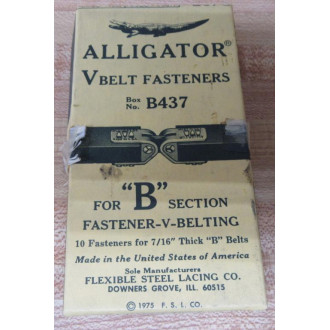 ALLIGATOR®
V BELT FASTENERS
Box No. B437
FOR "B" SECTION
FASTENER-V-BELTING
10 Fasteners for 7/16" Thick "B" Belts
Made in the United States of America
Sole Manufacturers
FLEXIBLE STEEL LACING CO.
DOWNERS GROVE, ILL. 60515
© 1975 F. S. L. CO.